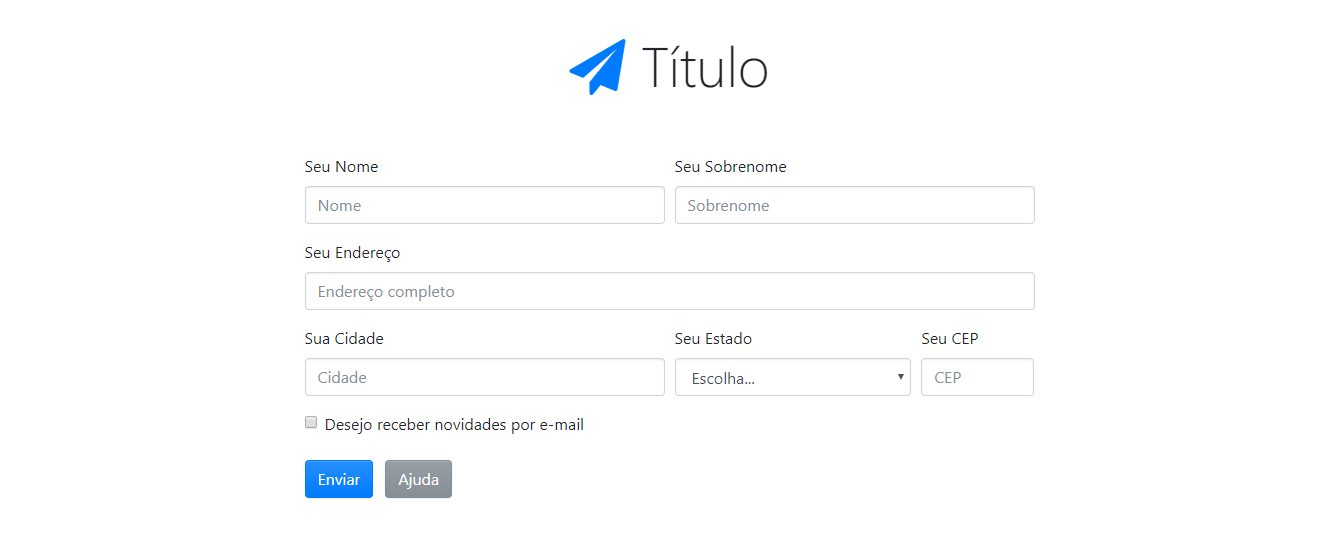 Título
Seu Nome Seu Sobrenome
Nome Sobrenome
Seu Endereço
Endereço completo
Sua Cidade Seu Estado Seu CEP
Cidade Escolha... CEP
Desejo receber novidades por e-mail
Enviar Ajuda